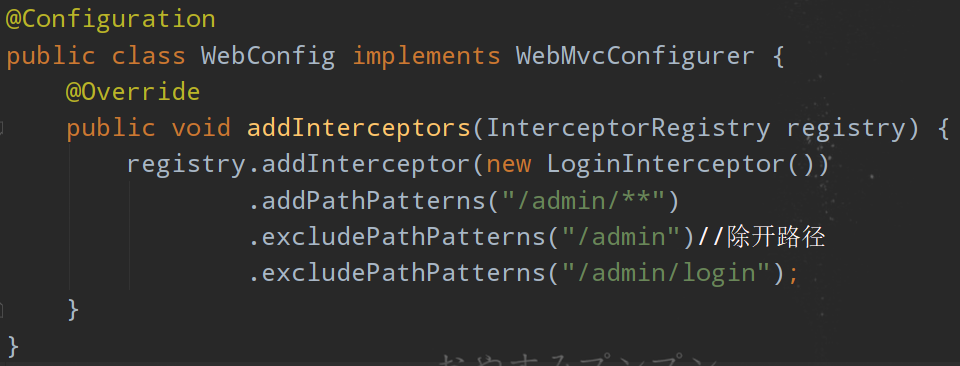 @Configuration
public class WebConfig implements WebMvcConfigurer {
@Override
public void addInterceptors(InterceptorRegistry registry) {
registry.addInterceptor(new LoginInterceptor())
.addPathPatterns("/admin/**")
.excludePathPatterns("/admin")//除开路径
.excludePathPatterns("/admin/login");
}
}
おやすみプンプン